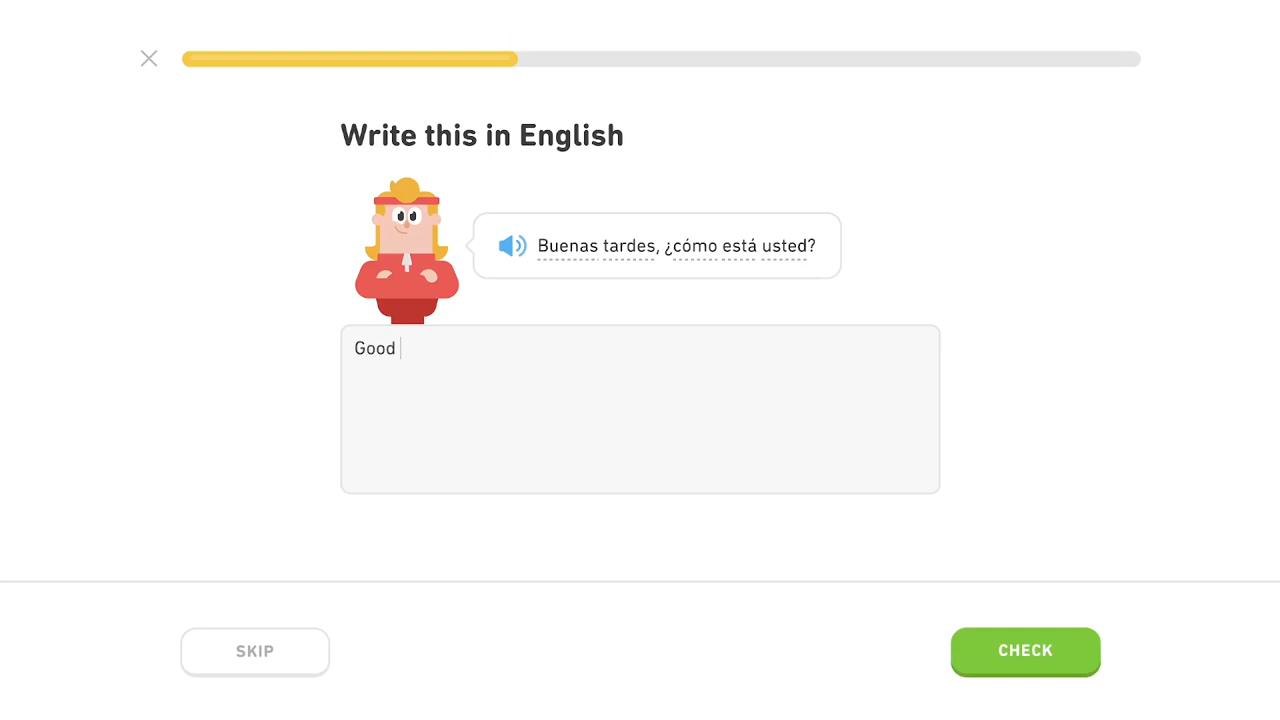 Write this in English
Buenas tardes, ¿cómo está usted?
Good
SKIP
CHECK